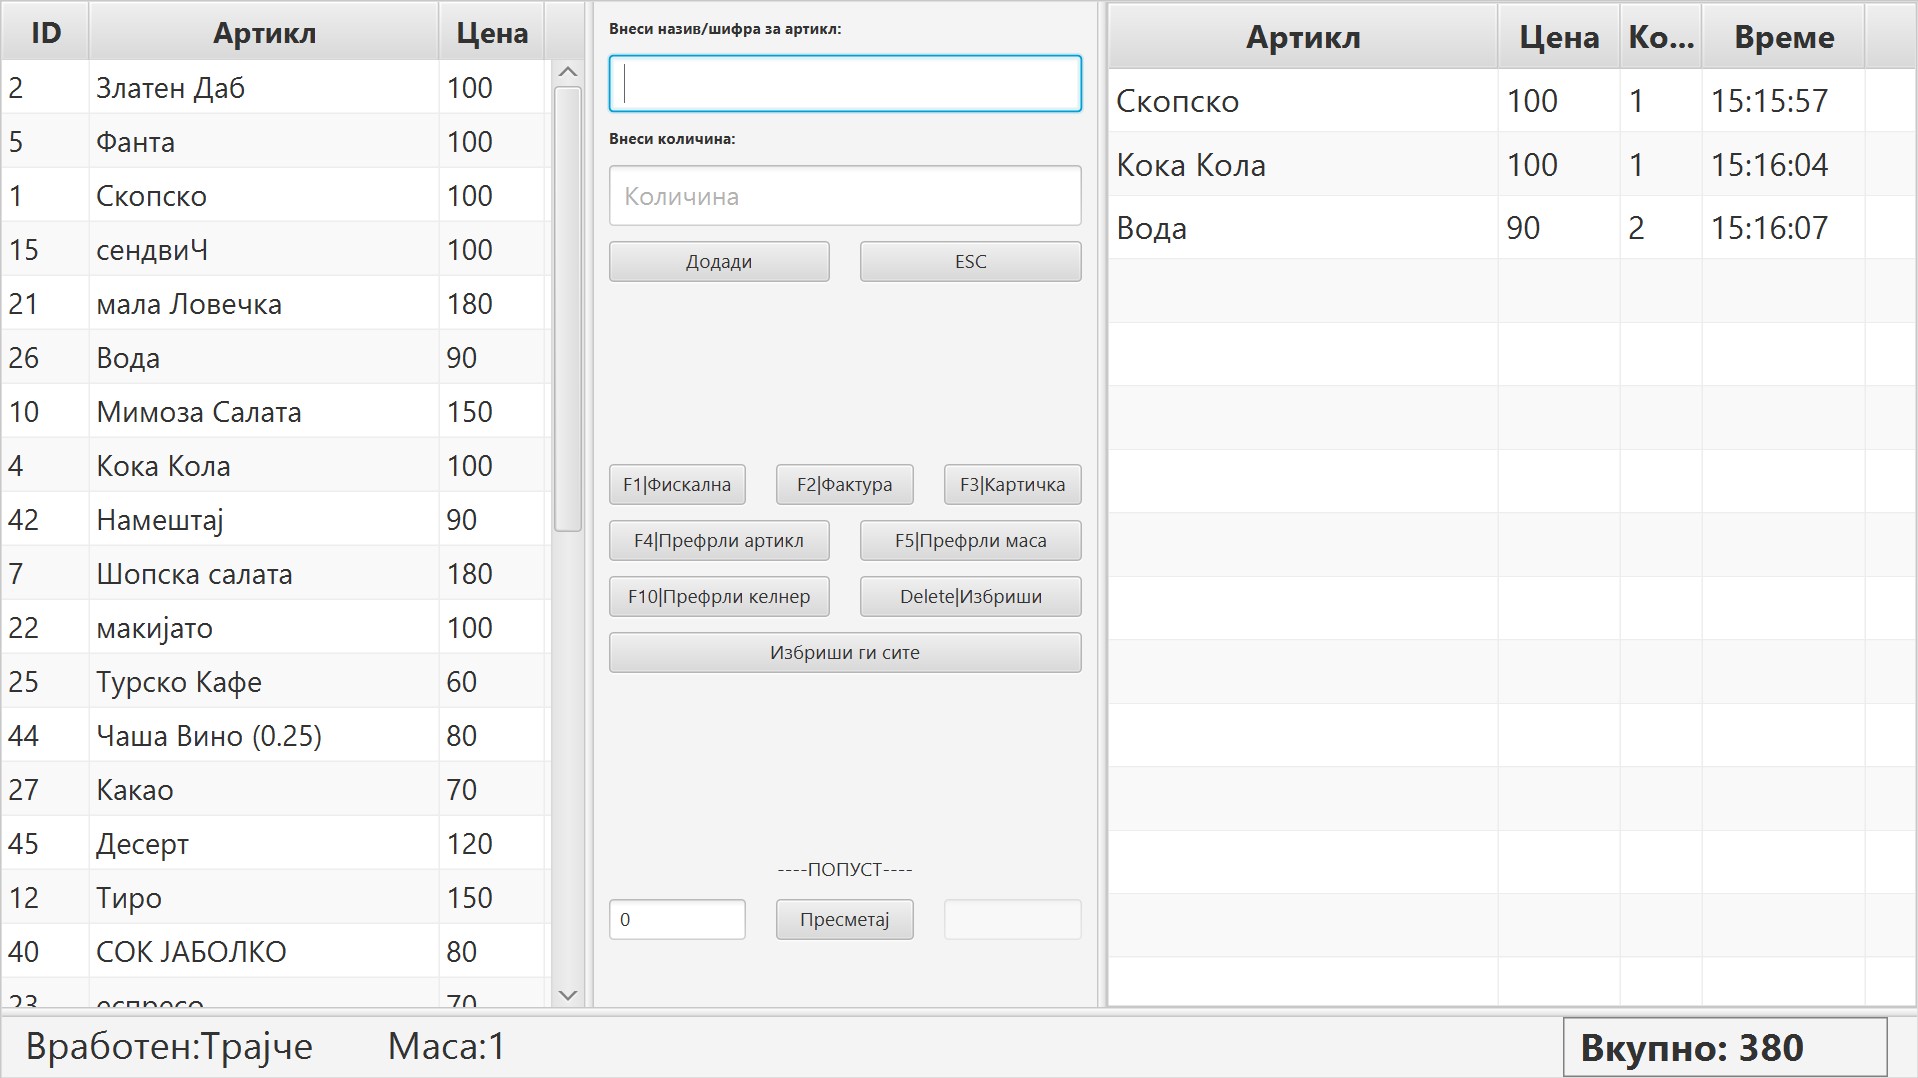 ID Артикл Цена
2 Златен Даб 100
5 Фанта 100
1 Скопско 100
15 сендвиЧ 100
21 мала Ловечка 180
26 Вода 90
10 Мимоза Салата 150
4 Кока Кола 100
42 Намештај 90
7 Шопска салата 180
22 макијато 100
25 Турско Кафе 60
44 Чаша Вино (0.25) 80
27 Какао 70
45 Десерт 120
12 Тиро 150
40 СОК ЈАБОЛКО 80
23 еспресо 70
Внеси назив/шифра за артикл:
Внеси количина:
Количина
Додади ESC
F1|Фискална F2|Фактура F3|Картичка
F4|Префрли артикл F5|Префрли маса
F10|Префрли келнер Delete|Избриши
Избриши ги сите
----ПОПУСТ----
0 Пресметај
Артикл Цена Ко... Време
Скопско 100 1 15:15:57
Кока Кола 100 1 15:16:04
Вода 90 2 15:16:07
Вработен:Трајче Маса:1 Вкупно: 380